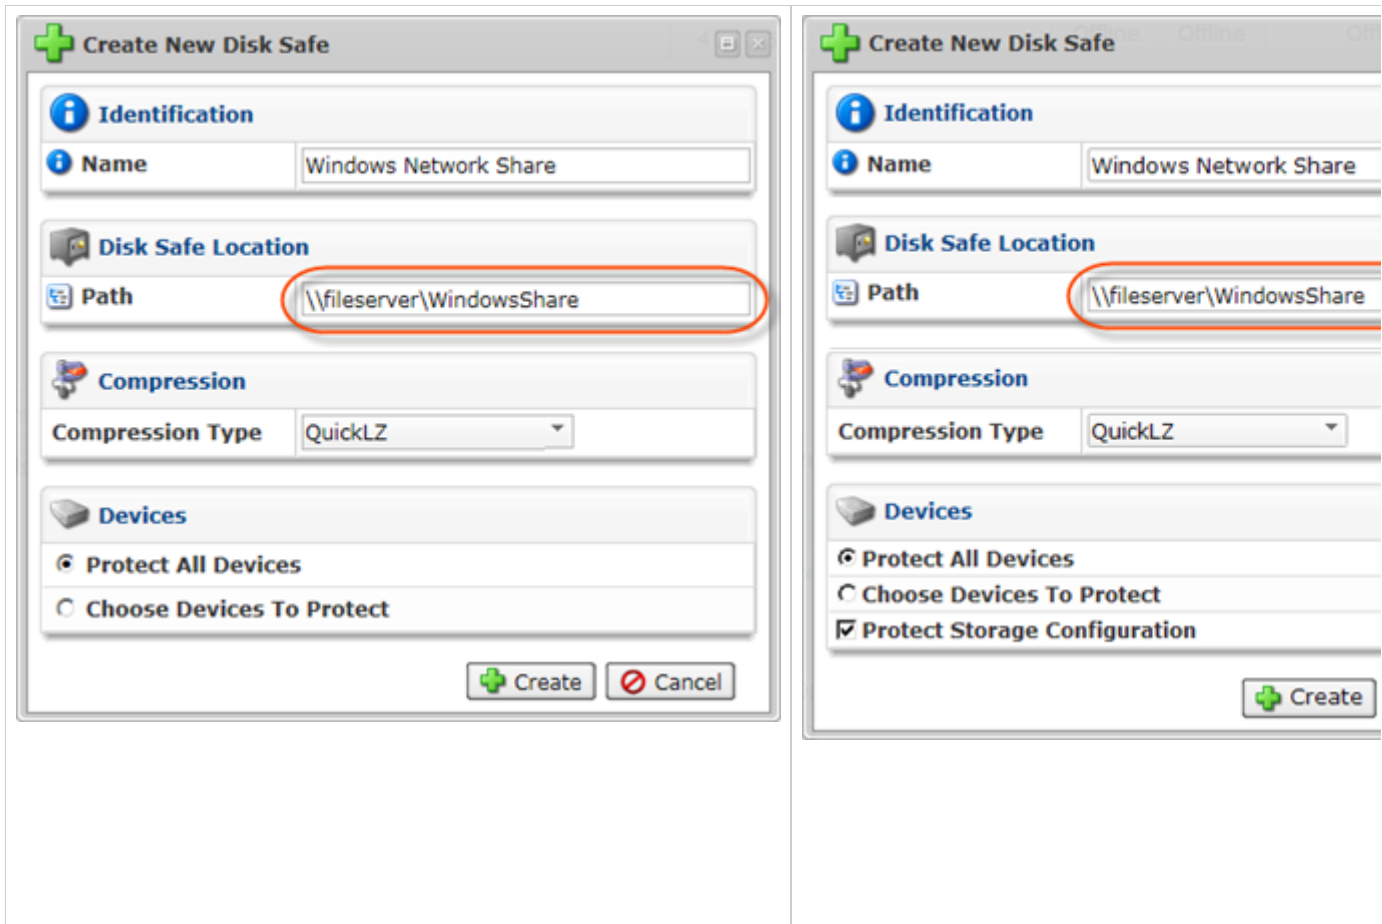 Create New Disk Safe
Identification
Name
Windows Network Share
Disk Safe Location
Path
\\fileserver\WindowsShare
Compression
Compression Type
QuickLZ
Devices
Protect All Devices
Choose Devices To Protect
Create
Cancel
Create New Disk Safe
Offline
Identification
Name
Windows Network Share
Disk Safe Location
Path
\\fileserver\WindowsShare
Compression
Compression Type
QuickLZ
Devices
Protect All Devices
Choose Devices To Protect
Protect Storage Configuration
Create